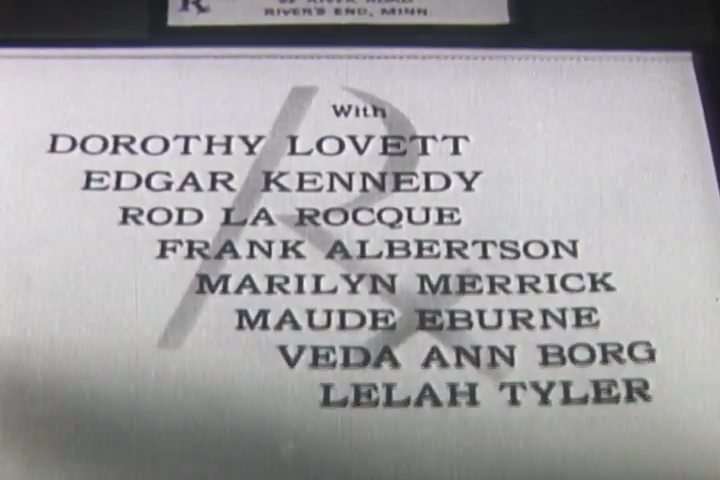 RIVER'S END, MINN.
With
DOROTHY LOVETT
EDGAR KENNEDY
ROD LA ROCQUE
FRANK ALBERTSON
MARILYN MERRICK
MAUDE EBURNE
VEDA ANN BORG
LELAH TYLER